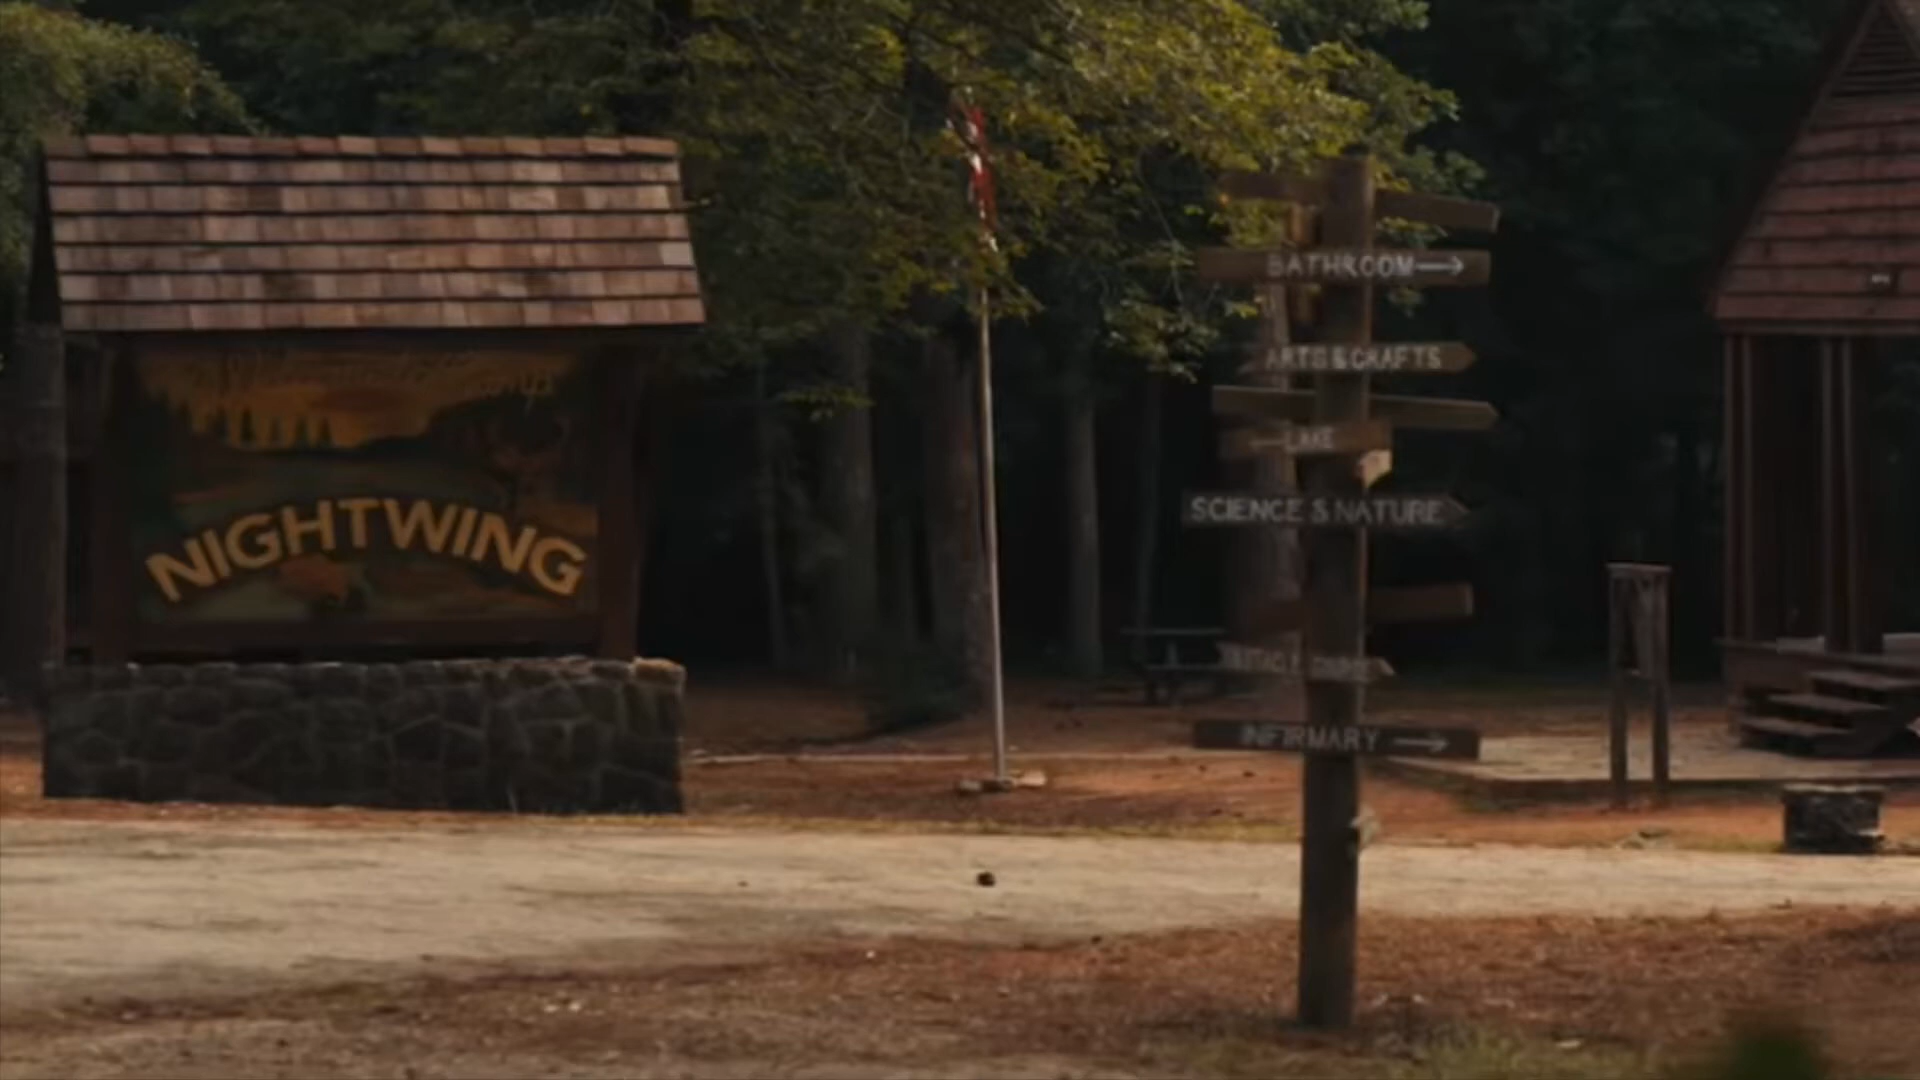 NIGHTWING
BATHROOM→
ARTS & CRAFTS
←LAKE
SCIENCE & NATURE
INFIRMARY →